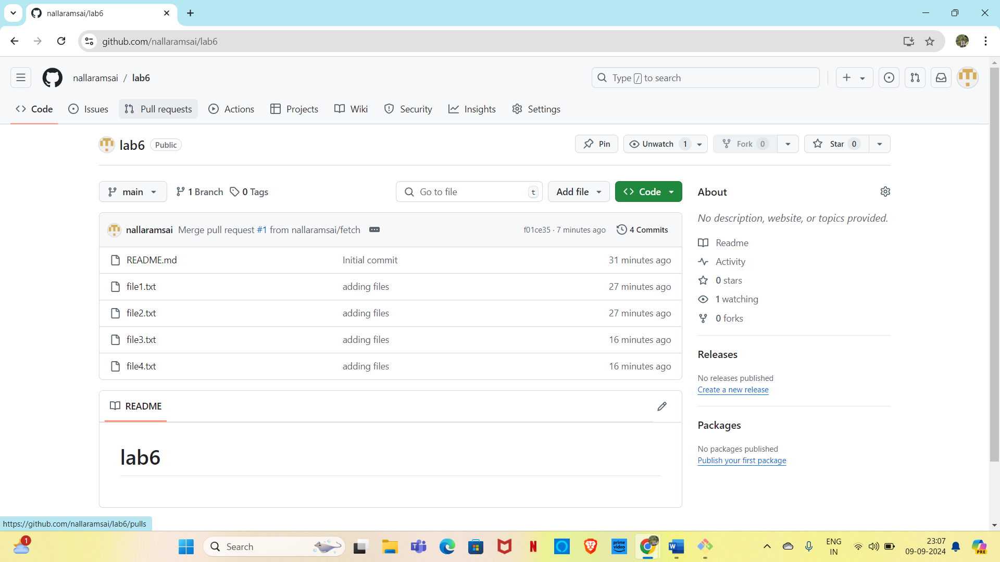 nallaramsai/lab6
github.com/nallaramsai/lab6
nallaramsai / lab6
Type / to search
Code Issues Pull requests Actions Projects Wiki Security Insights Settings
lab6 Public
Pin Unwatch 1 Fork 0 Star 0
main 1 Branch 0 Tags Go to file t Add file Code
nallaramsai Merge pull request #1 from nallaramsai/fetch f01ce35 · 7 minutes ago 4 Commits
README.md Initial commit 31 minutes ago
file1.txt adding files 27 minutes ago
file2.txt adding files 27 minutes ago
file3.txt adding files 16 minutes ago
file4.txt adding files 16 minutes ago
README
lab6
About
No description, website, or topics provided.
Readme
Activity
0 stars
1 watching
0 forks
Releases
No releases published
Create a new release
Packages
No packages published
Publish your first package
https://github.com/nallaramsai/lab6/pulls
1
Search
prime video
W
PRE
ENG
IN
23:07
09-09-2024